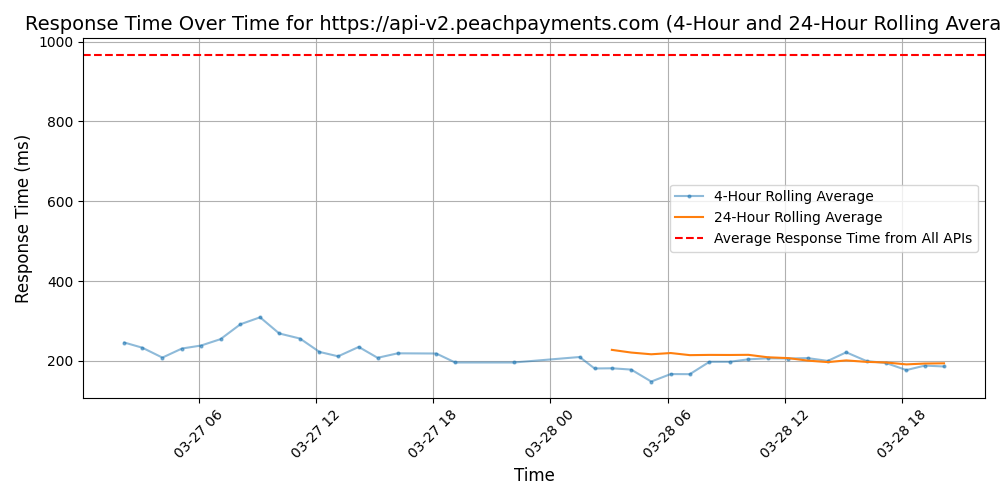 Response Time Over Time for https://api-v2.peachpayments.com (4-Hour and 24-Hour Rolling Avera
1000
800
600
400
200
Response Time (ms)
4-Hour Rolling Average
24-Hour Rolling Average
Average Response Time from All APIs
03-27 06
03-27 12
03-27 18
03-28 00
03-28 06
03-28 12
03-28 18
Time